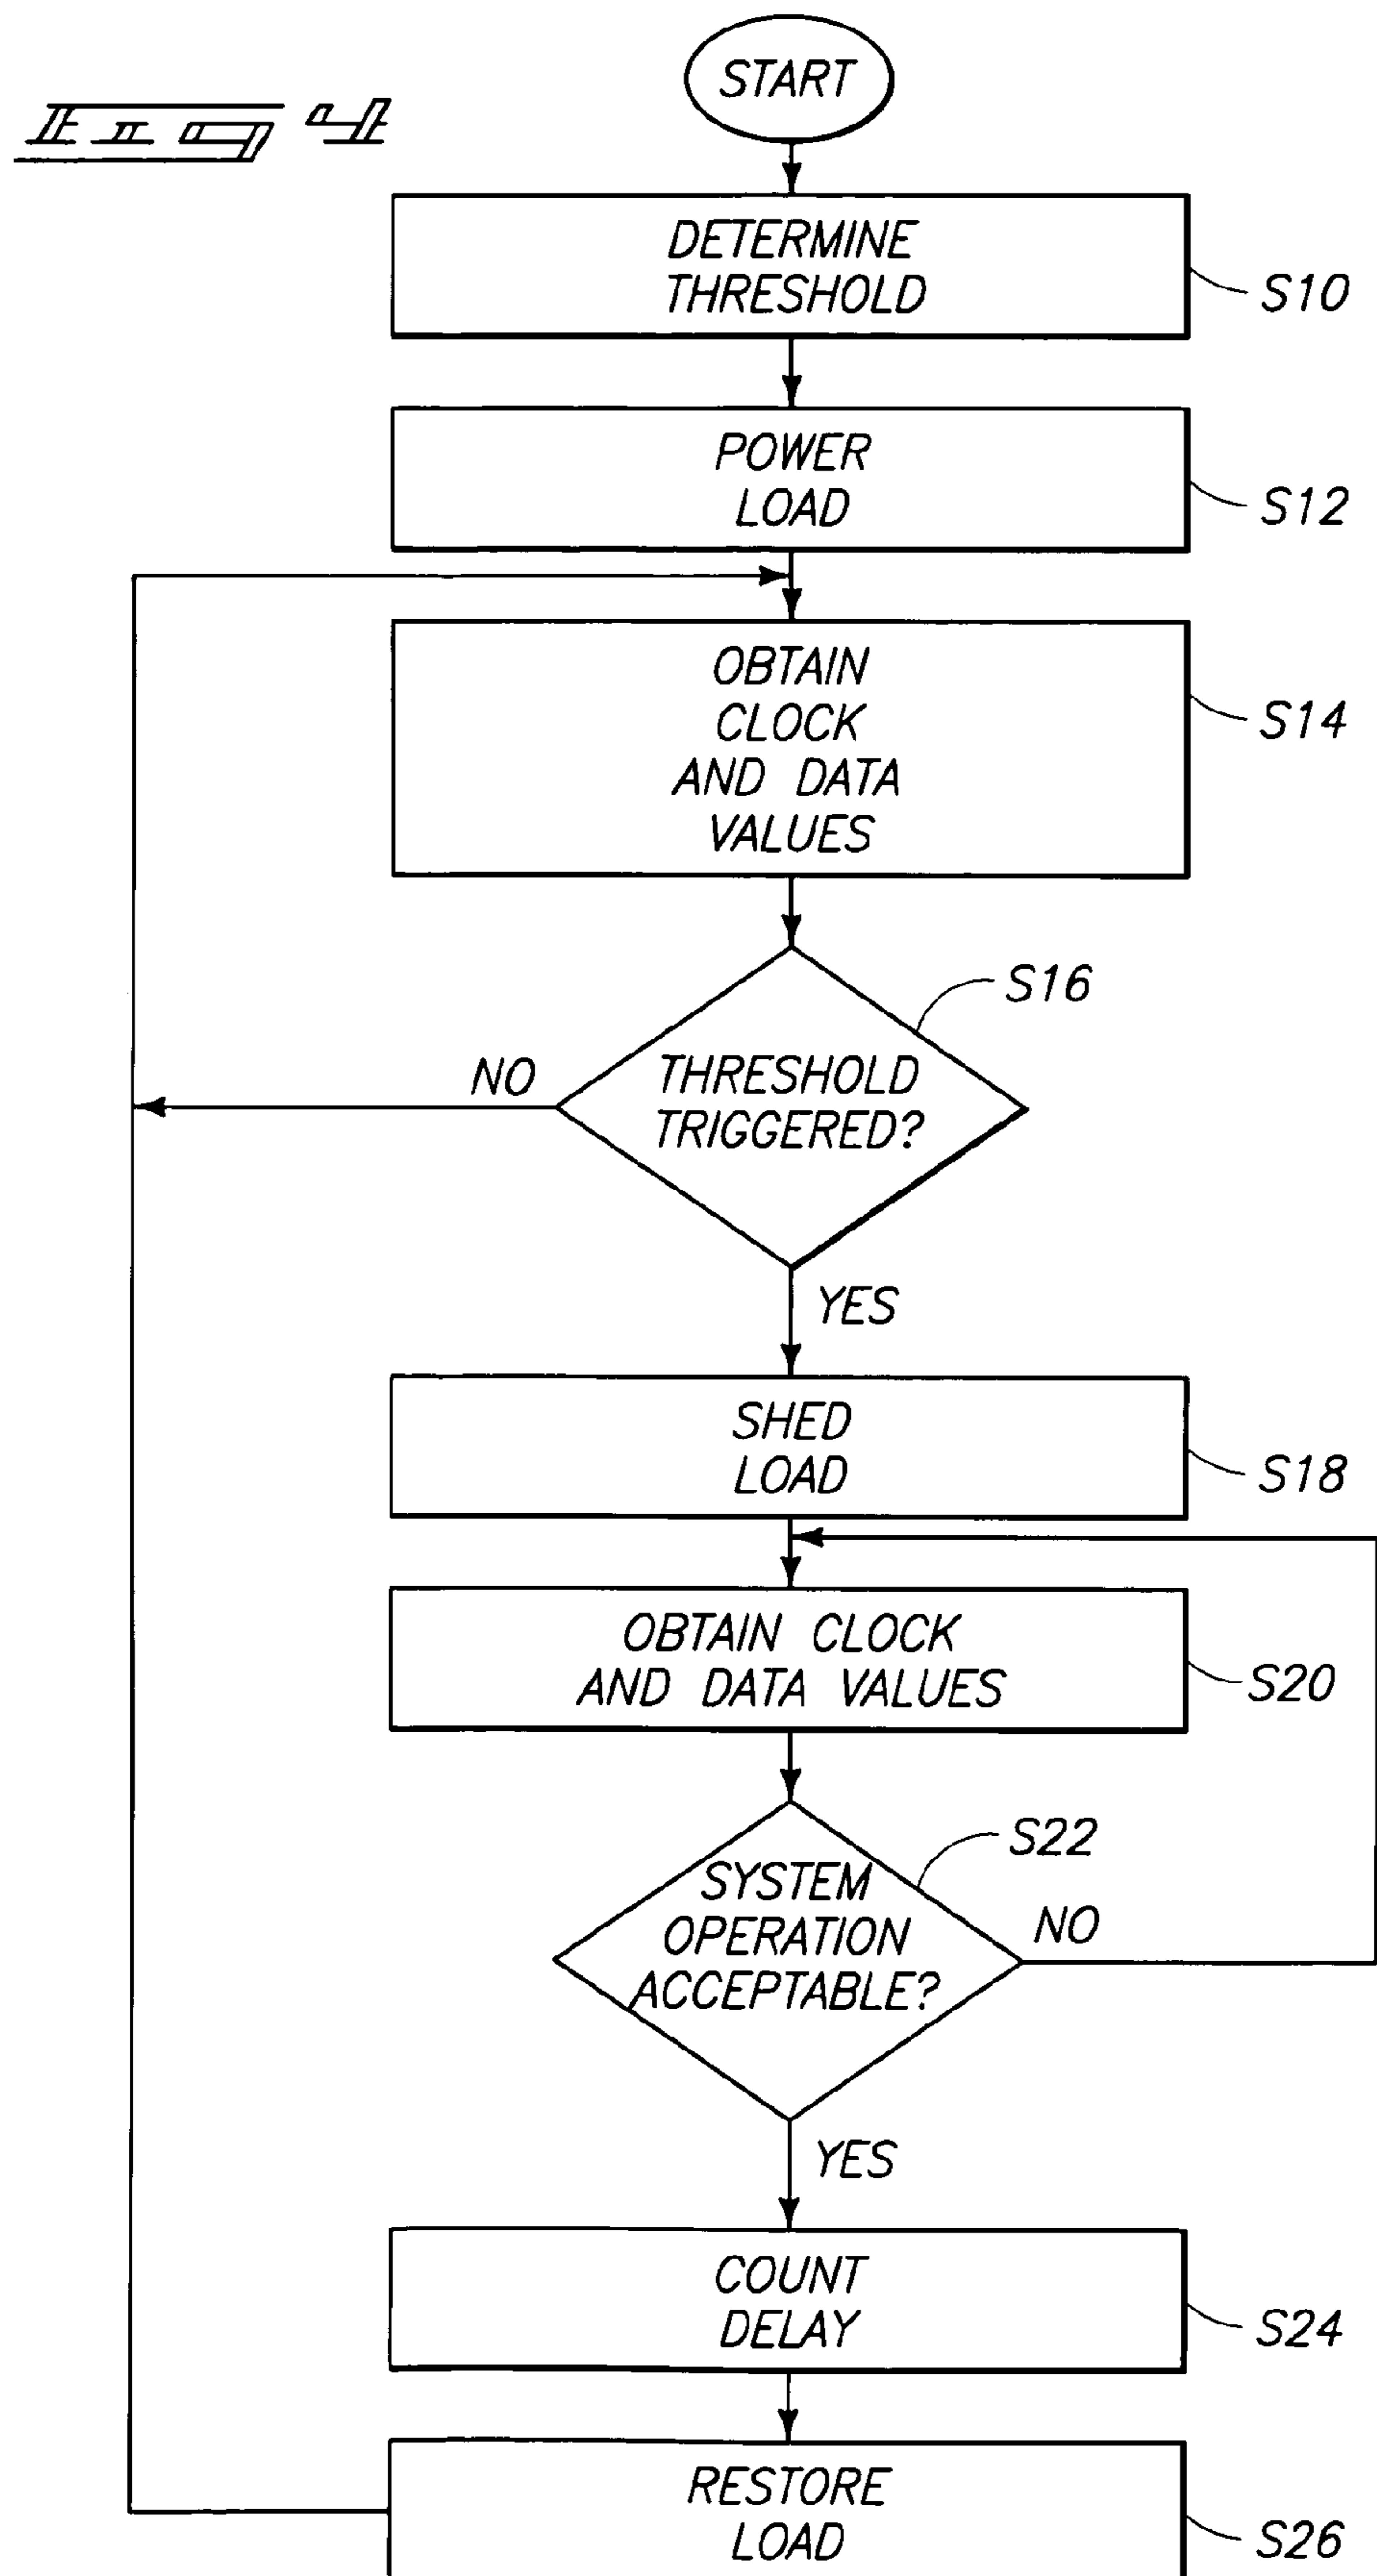 Fig 4
START
DETERMINE
THRESHOLD
S10
POWER
LOAD
S12
OBTAIN
CLOCK
AND DATA
VALUES
S14
S16
THRESHOLD
TRIGGERED?
NO
YES
SHED
LOAD
S18
OBTAIN CLOCK
AND DATA VALUES
S20
S22
SYSTEM
OPERATION
ACCEPTABLE?
NO
YES
COUNT
DELAY
S24
RESTORE
LOAD
S26